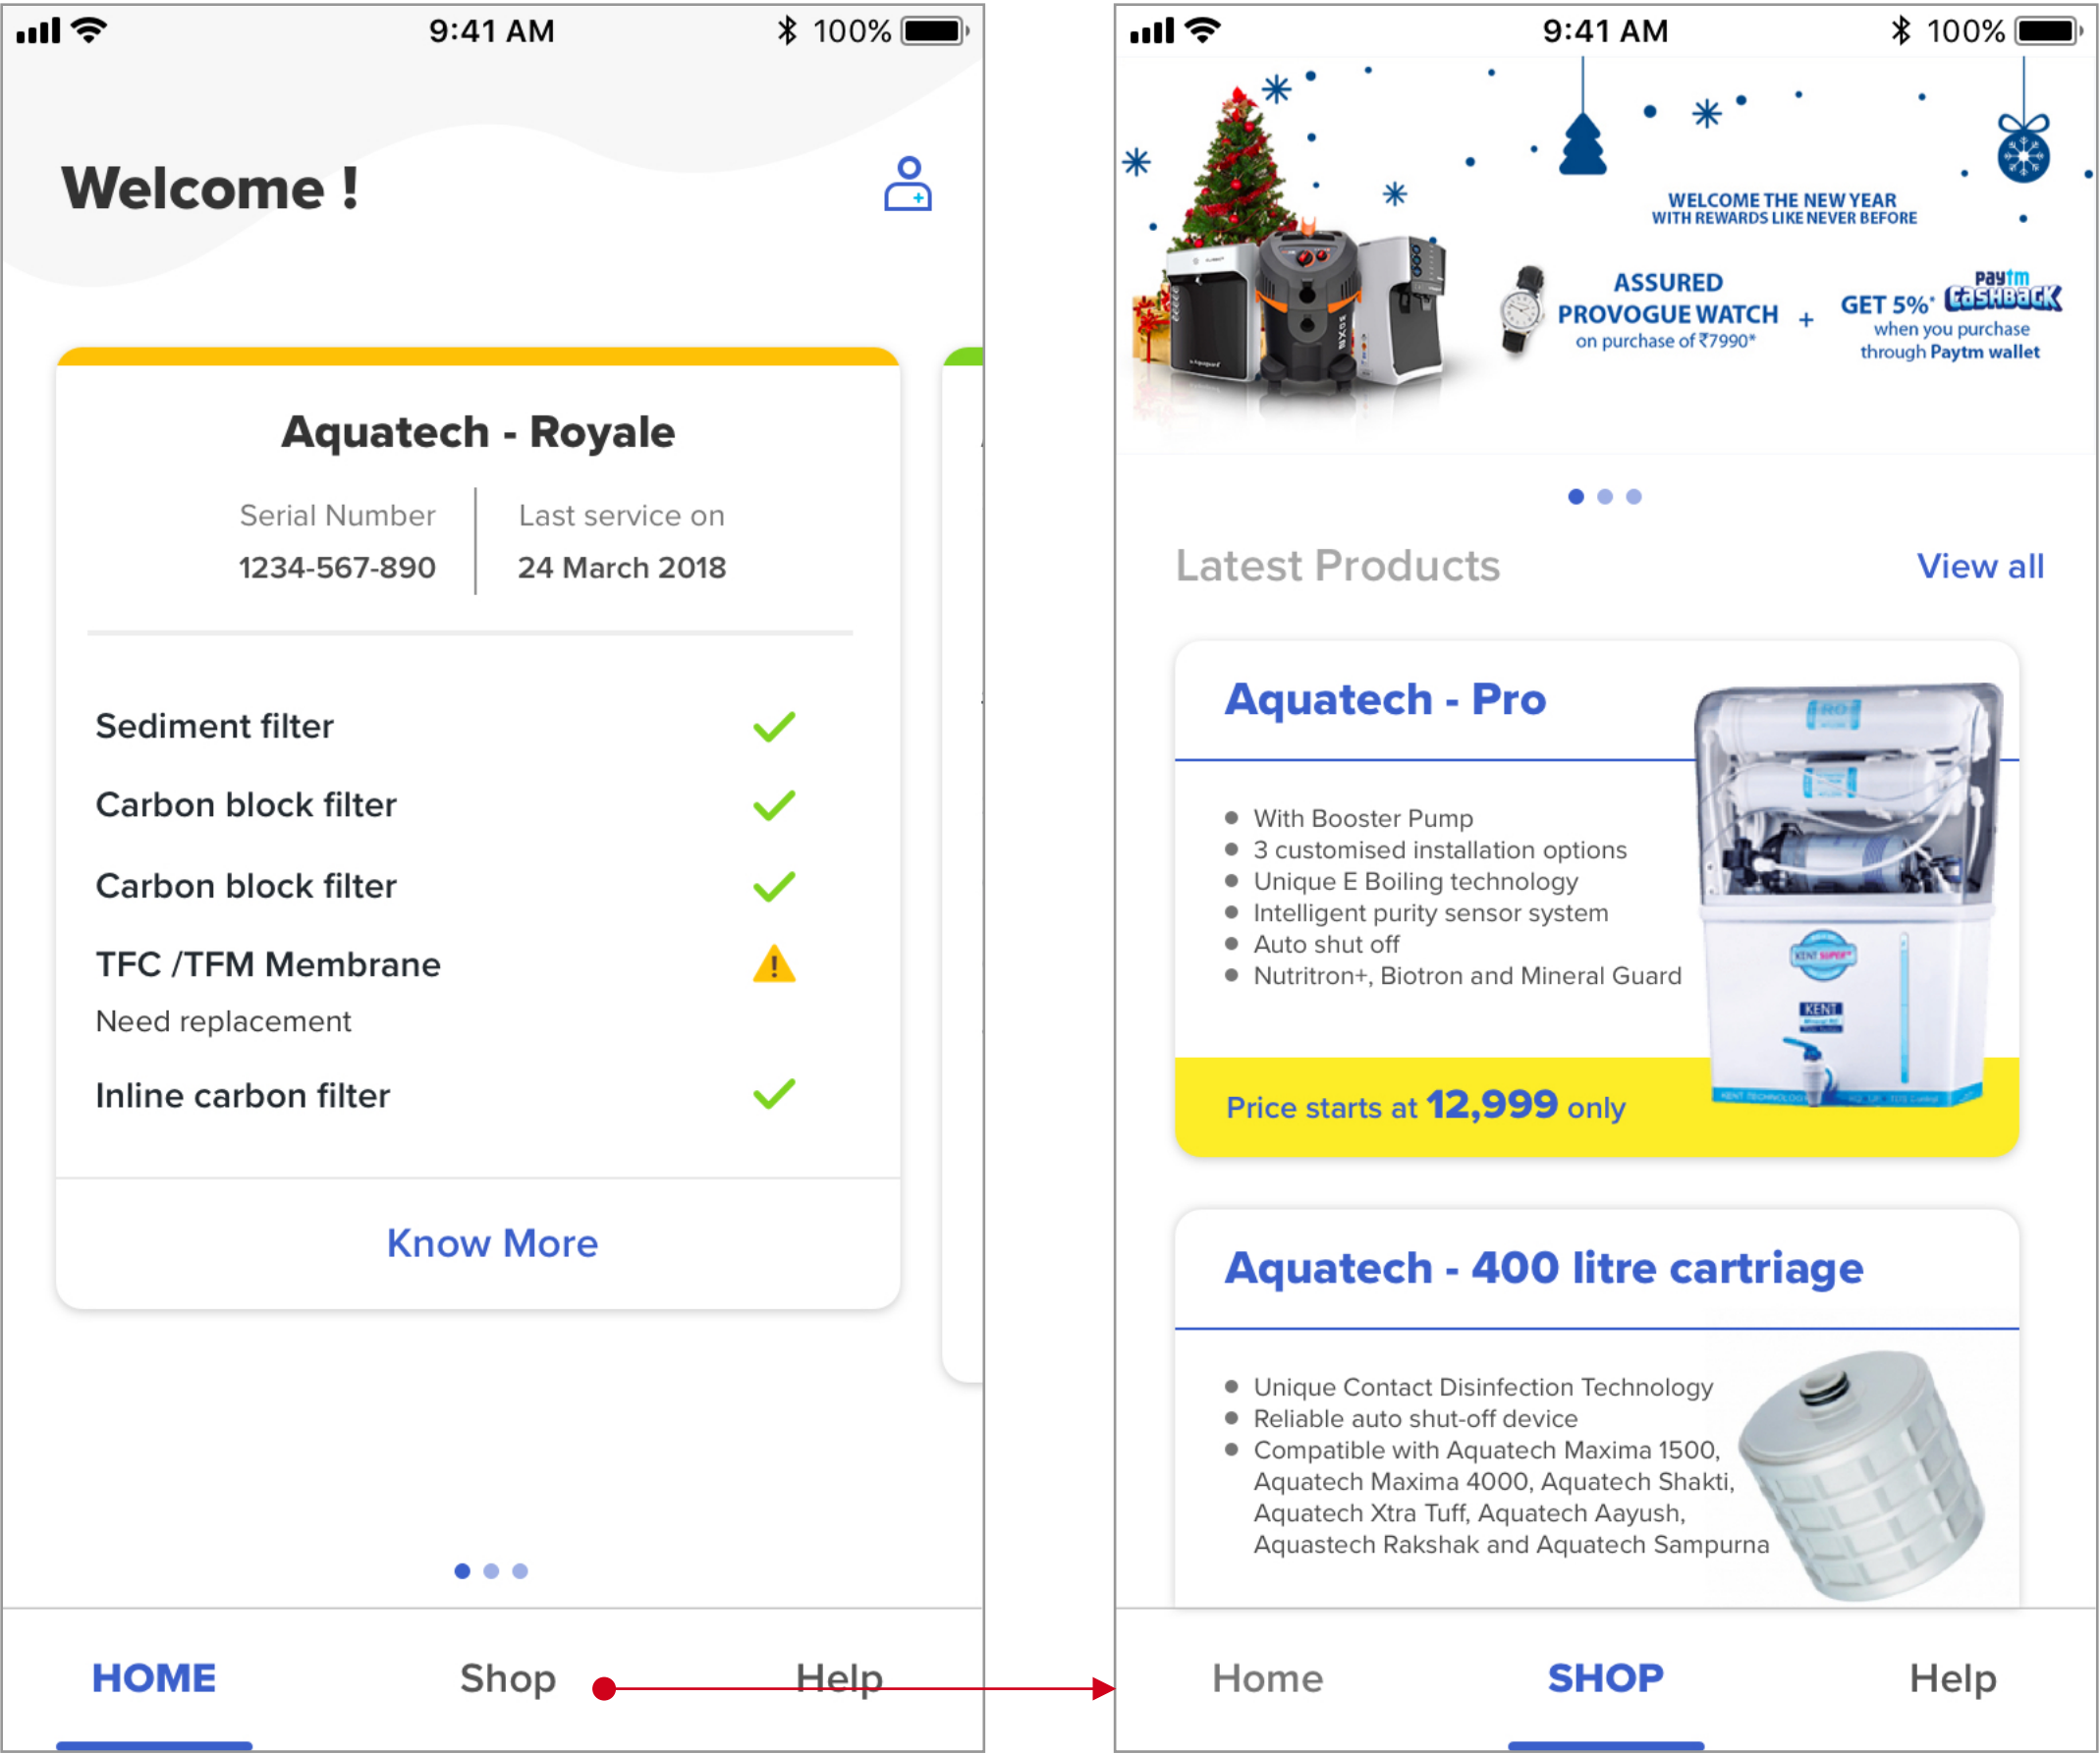 9:41 AM
100%
Welcome !
Aquatech - Royale
Serial Number
Last service on
1234-567-890
24 March 2018
Sediment filter
Carbon block filter
Carbon block filter
TFC /TFM Membrane
Need replacement
Inline carbon filter
Know More
HOME
Shop
Help
9:41 AM
100%
WELCOME THE NEW YEAR
WITH REWARDS LIKE NEVER BEFORE
ASSURED
PROVOGUE WATCH
on purchase of ₹7990*
+
GET 5%* Paytm CASHBACK
when you purchase
through Paytm wallet
Latest Products
View all
Aquatech - Pro
With Booster Pump
3 customised installation options
Unique E Boiling technology
Intelligent purity sensor system
Auto shut off
Nutritron+, Biotron and Mineral Guard
RO
KENT SUPER+
KENT
Price starts at 12,999 only
Aquatech - 400 litre cartriage
Unique Contact Disinfection Technology
Reliable auto shut-off device
Compatible with Aquatech Maxima 1500,
Aquatech Maxima 4000, Aquatech Shakti,
Aquatech Xtra Tuff, Aquatech Aayush,
Aquastech Rakshak and Aquatech Sampurna
Home
SHOP
Help